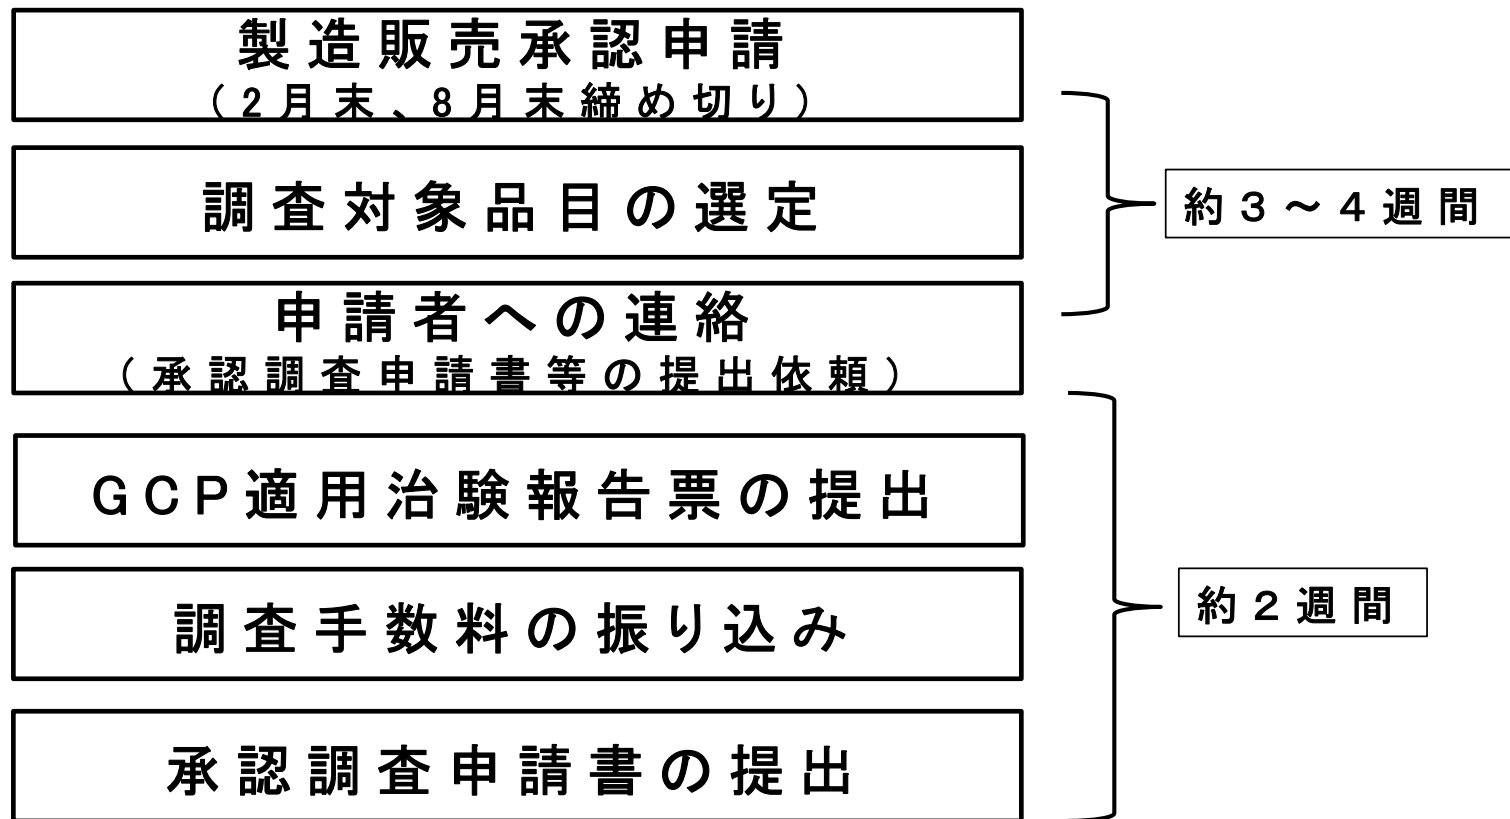 製造販売承認申請
（2月末、8月末締め切り）
調査対象品目の選定
約３～４週間
申請者への連絡
（承認調査申請書等の提出依頼）
ＧＣＰ適用治験報告票の提出
調査手数料の振り込み
約２週間
承認調査申請書の提出